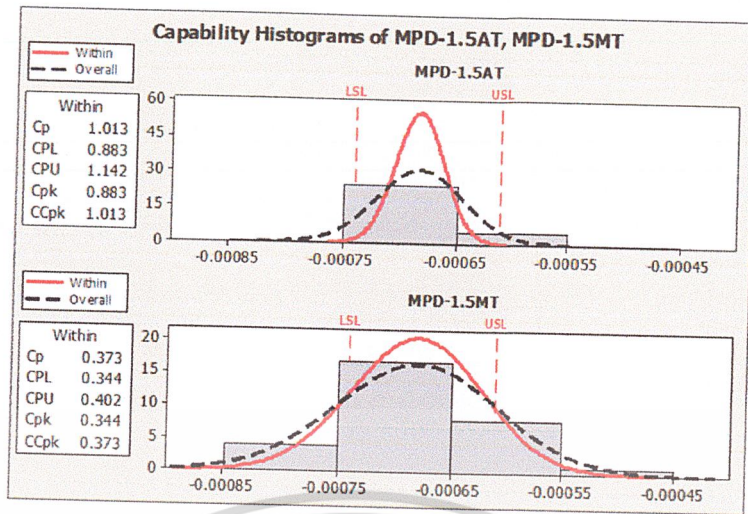 Capability Histograms of MPD-1.5AT, MPD-1.5MT
Within
Overall
MPD-1.5AT
LSL
USL
Within
Cp 1.013
CPL 0.883
CPU 1.142
Cpk 0.883
CCpk 1.013
60
45
30
15
0
-0.00085
-0.00075
-0.00065
-0.00055
-0.00045
Within
Overall
MPD-1.5MT
LSL
USL
Within
Cp 0.373
CPL 0.344
CPU 0.402
Cpk 0.344
CCpk 0.373
20
15
10
5
0
-0.00085
-0.00075
-0.00065
-0.00055
-0.00045